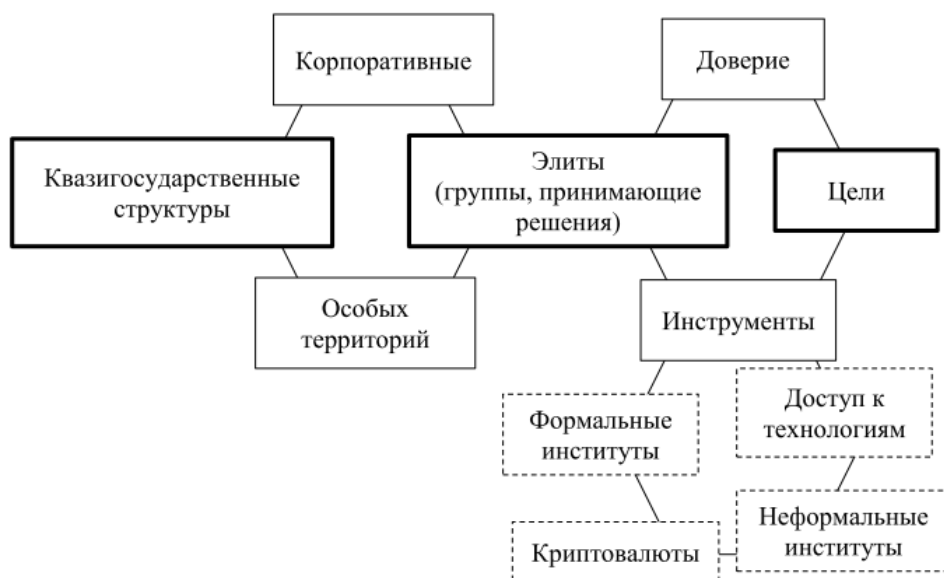 Корпоративные
Доверие
Квазигосударственные
структуры
Элиты
(группы, принимающие
решения)
Цели
Особых
территорий
Инструменты
Формальные
институты
Доступ к
технологиям
Криптовалюты
Неформальные
институты